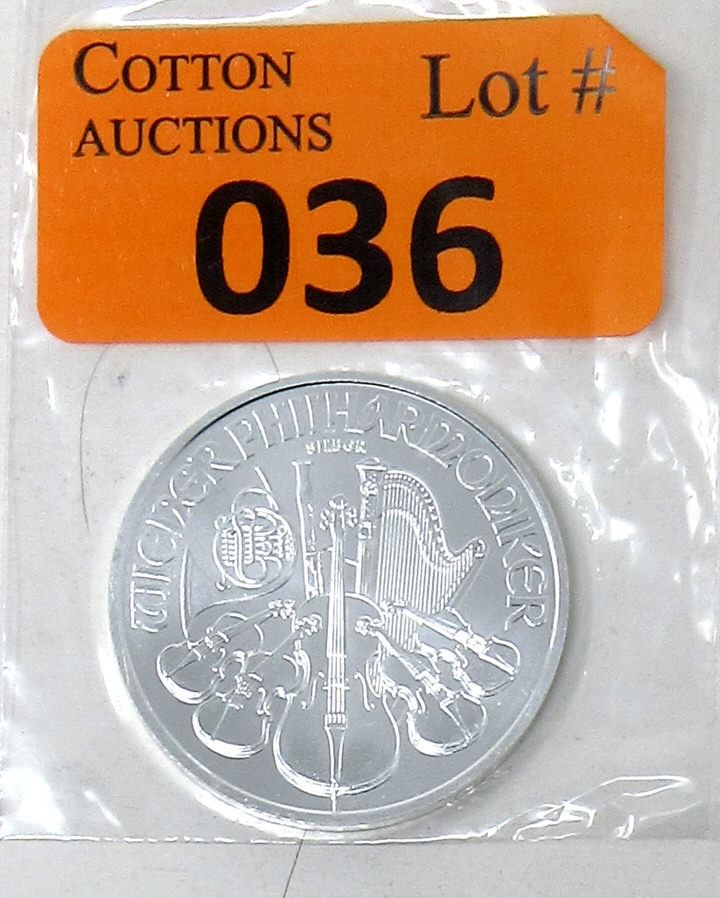 COTTON
AUCTIONS
Lot #
036
WIENER PHILHARMONIKER
SILBER